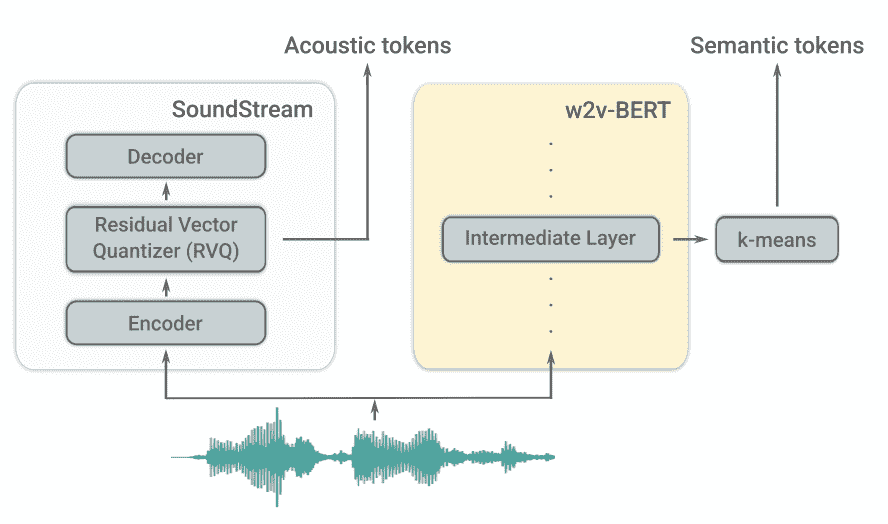 Acoustic tokens
Semantic tokens
SoundStream
w2v-BERT
Decoder
Residual Vector
Quantizer (RVQ)
Intermediate Layer
k-means
Encoder